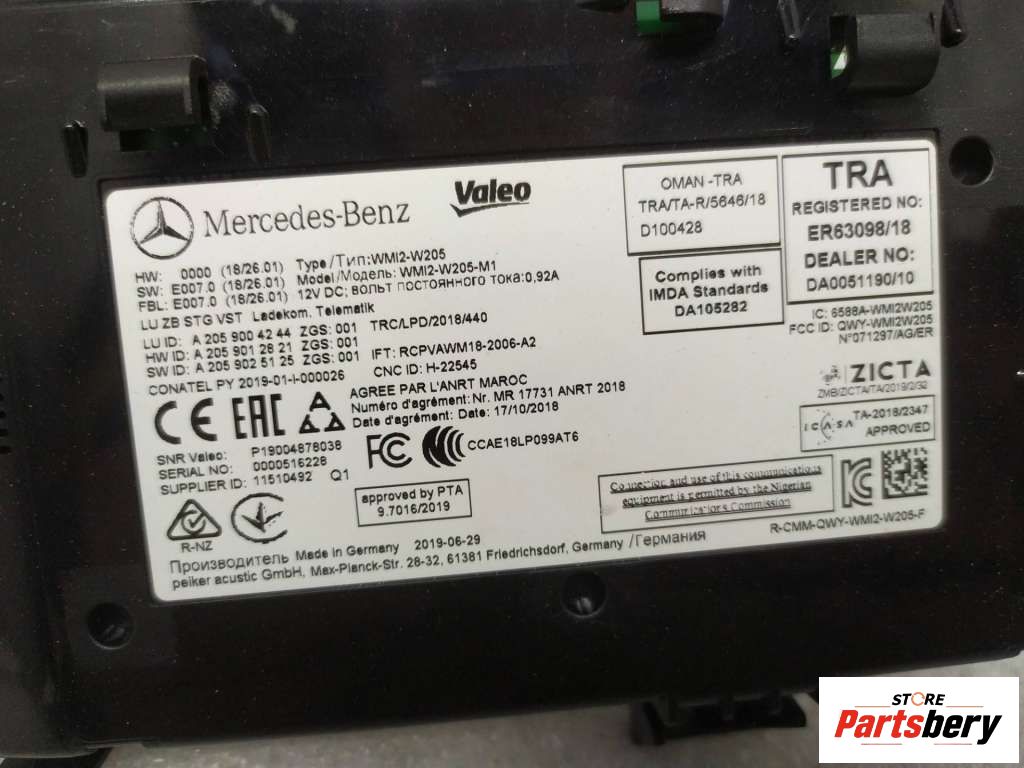 Mercedes-Benz
Valeo
HW: 0000 (18/26.01) Type/Тип:WMI2-W205
SW: E007.0 (18/26.01) Model/Модель: WMI2-W205-M1
FBL: E007.0 (18/26.01) 12V DC; вольт постоянного тока:0,92A
LU ZB STG VST Ladekom. Telematik
LU ID: A 205 900 42 44 ZGS: 001 TRC/LPD/2018/440
HW ID: A 205 901 28 21 ZGS: 001
SW ID: A 205 902 51 25 ZGS: 001 IFT: RCPVAWM18-2006-A2
CONATEL PY 2019-01-I-000026 CNC ID: H-22545
AGREE PAR L'ANRT MAROC
Numéro d'agrément: Nr. MR 17731 ANRT 2018
Date d'agrément: Date: 17/10/2018
CE EAC
FC CCAE18LP099AT6
SNR Valeo: P19004878038
SERIAL NO: 0000516228
SUPPLIER ID: 11510492 Q1
approved by PTA
9.7016/2019
R-NZ
Производитель Made in Germany 2019-06-29
peiker acustic GmbH, Max-Planck-Str. 28-32, 61381 Friedrichsdorf, Germany /Германия
OMAN -TRA
TRA/TA-R/5646/18
D100428
TRA
REGISTERED NO:
ER63098/18
DEALER NO:
DA0051190/10
Complies with
IMDA Standards
DA105282
IC: 6588A-WMI2W205
FCC ID: QWY-WMI2W205
N°071297/AG/ER
ZICTA
ZMB/ZICTA/TA/2019/2/32
ICASA TA-2018/2347
APPROVED
Connection and use of this communications
equipment is permitted by the Nigerian
Communications Commission
R-CMM-QWY-WMI2-W205-F
STORE
Partsbery